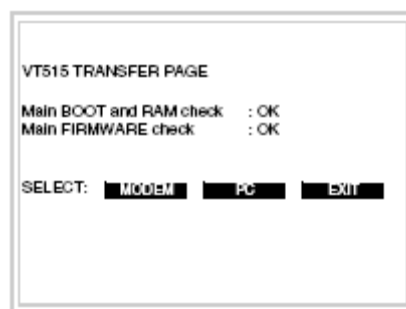 VT515 TRANSFER PAGE
Main BOOT and RAM check : OK
Main FIRMWARE check : OK
SELECT: MODEM PC EXIT